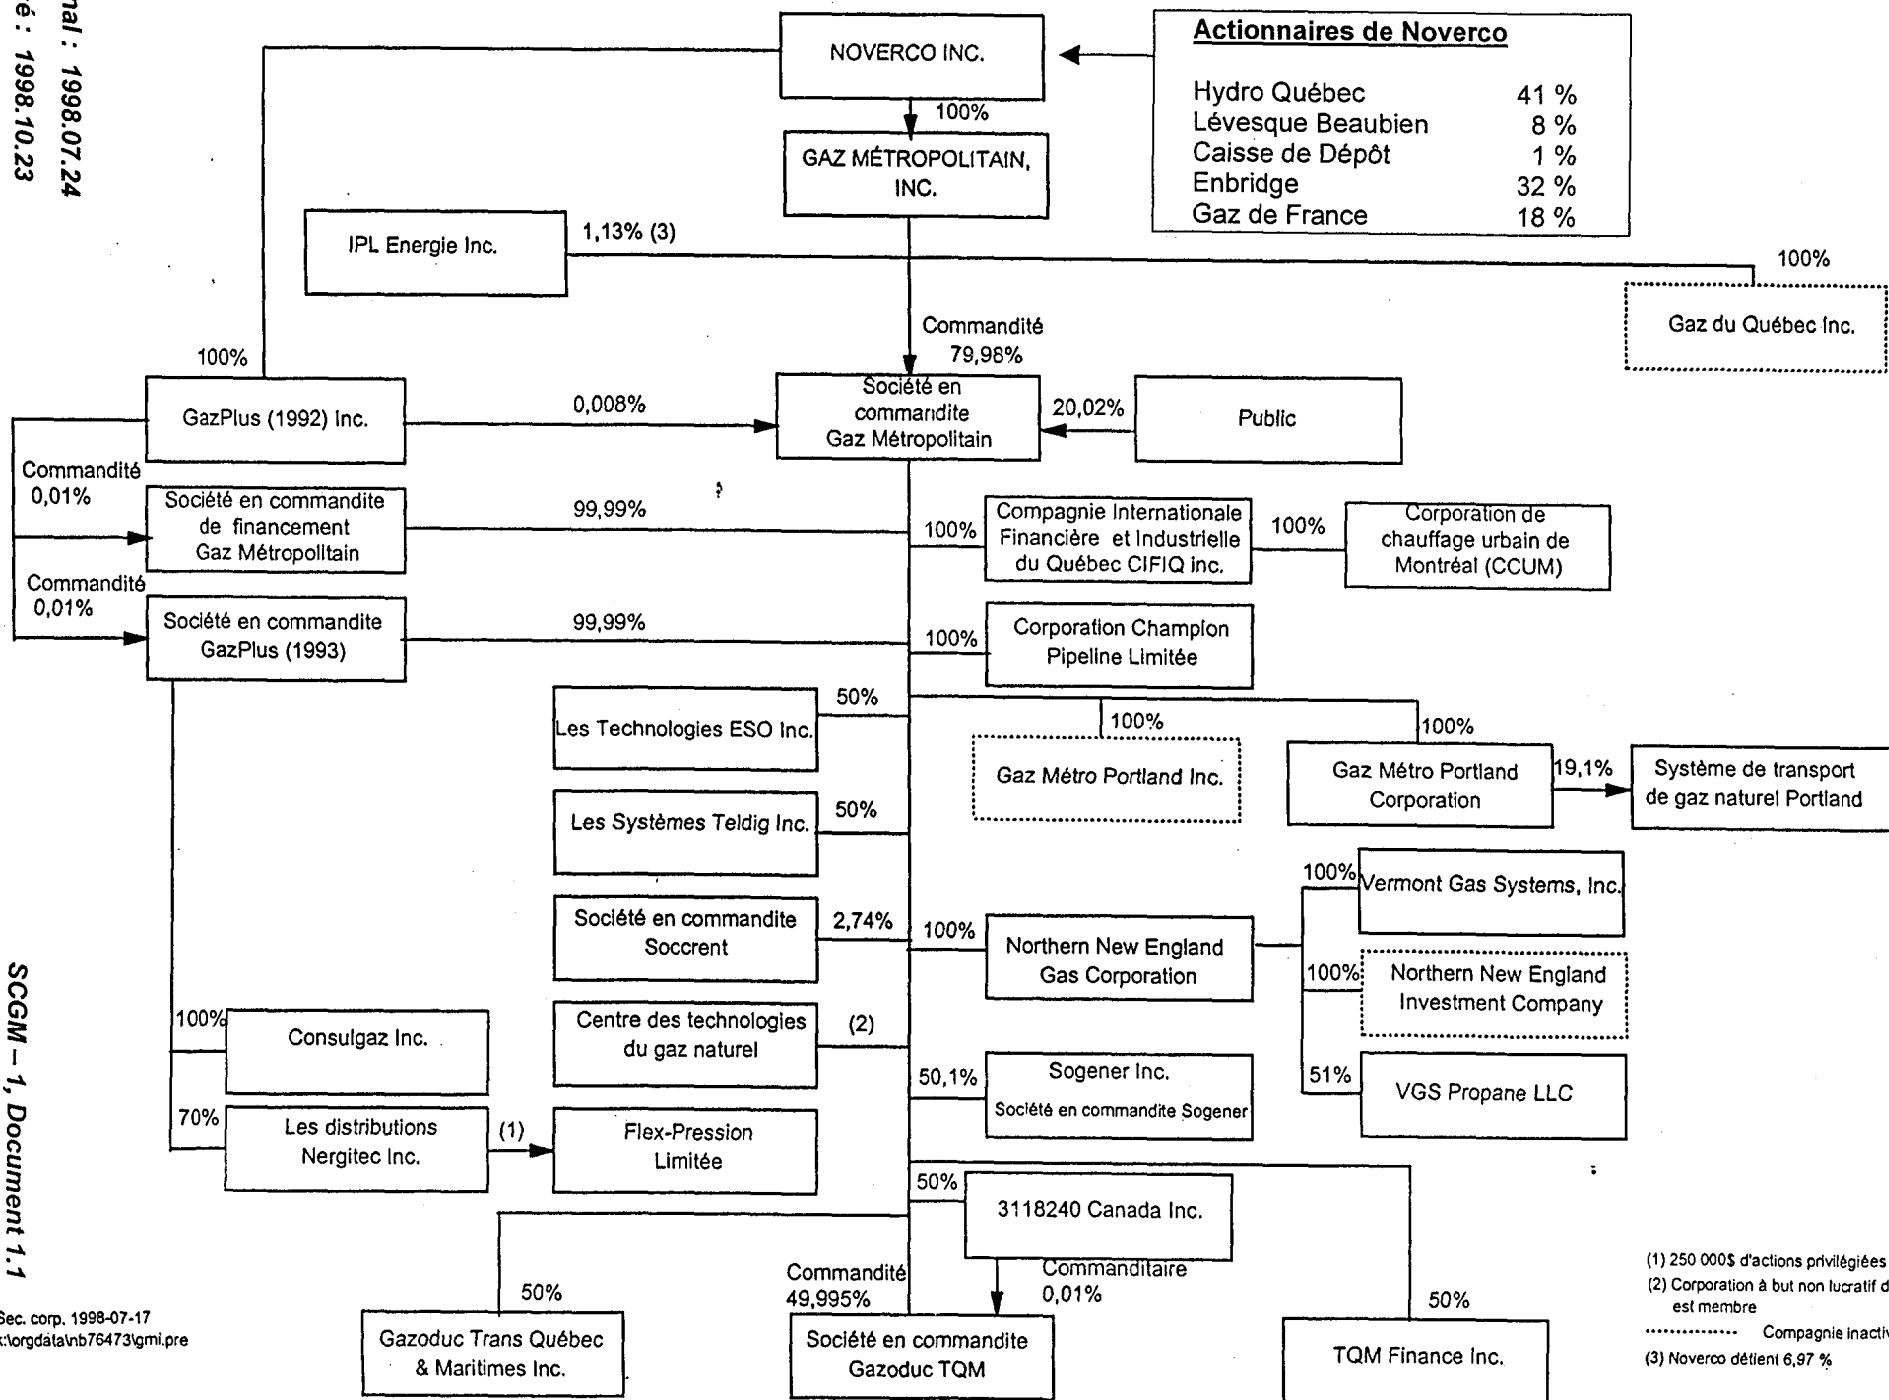 nal : 1998.07.24
é : 1998.10.23
NOVERCO INC.
Actionnaires de Noverco
Hydro Québec 41 %
Lévesque Beaubien 8 %
Caisse de Dépôt 1 %
Enbridge 32 %
Gaz de France 18 %
100%
GAZ MÉTROPOLITAIN,
INC.
IPL Energie Inc.
1,13% (3)
100%
Gaz du Québec Inc.
Commandité
79,98%
100%
GazPlus (1992) Inc.
0,008%
Société en
commandite
Gaz Métropolitain
20,02%
Public
Commandité
0,01%
Société en commandite
de financement
Gaz Métropolitain
99,99%
100%
Compagnie Internationale
Financière et Industrielle
du Québec CIFIQ inc.
100%
Corporation de
chauffage urbain de
Montréal (CCUM)
Commandité
0,01%
Société en commandite
GazPlus (1993)
99,99%
100%
Corporation Champion
Pipeline Limitée
Les Technologies ESO Inc.
50%
100%
Gaz Métro Portland Inc.
100%
Gaz Métro Portland
Corporation
19,1%
Système de transport
de gaz naturel Portland
Les Systèmes Teldig Inc.
50%
Société en commandite
Soccrent
2,74%
100%
Northern New England
Gas Corporation
100%
Vermont Gas Systems, Inc.
100%
Northern New England
Investment Company
51%
VGS Propane LLC
100%
Consulgaz Inc.
Centre des technologies
du gaz naturel
(2)
50,1%
Sogener Inc.
Société en commandite Sogener
70%
Les distributions
Nergitec Inc.
(1)
Flex-Pression
Limitée
50%
3118240 Canada Inc.
50%
Gazoduc Trans Québec
& Maritimes Inc.
Commandité
49,995%
Commanditaire
0,01%
Société en commandite
Gazoduc TQM
50%
TQM Finance Inc.
(1) 250 000$ d'actions privilégiées
(2) Corporation à but non lucratif d
est membre
Compagnie inactiv
(3) Noverco détient 6,97 %
SCGM – 1, Document 1.1
Sec. corp. 1998-07-17
k:\orgdata\nb76473\gmi.pre